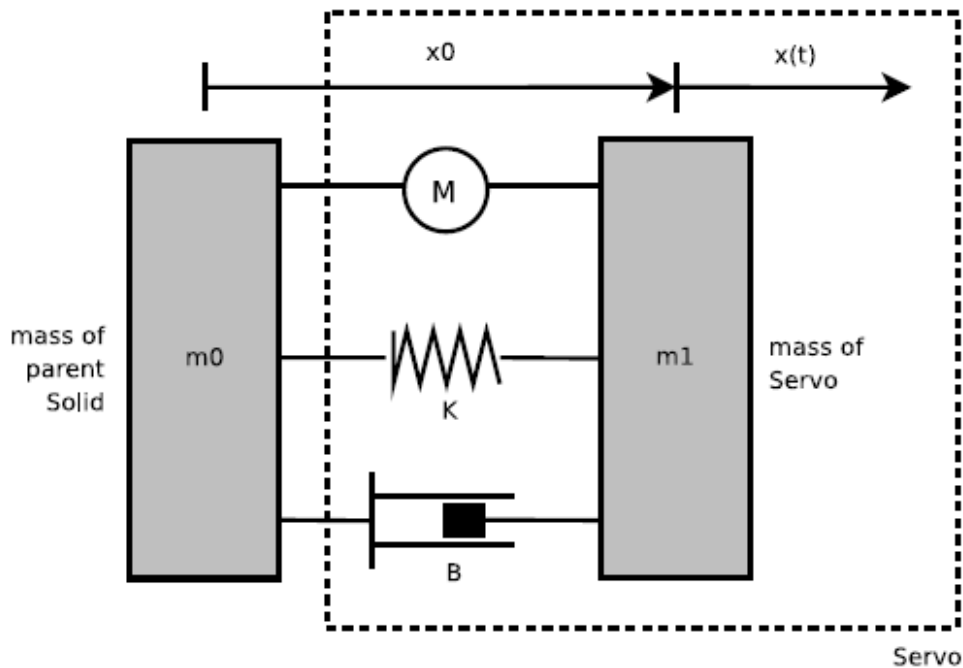 x0
x(t)
M
mass of
parent
Solid
m0
K
m1
mass of
Servo
B
Servo